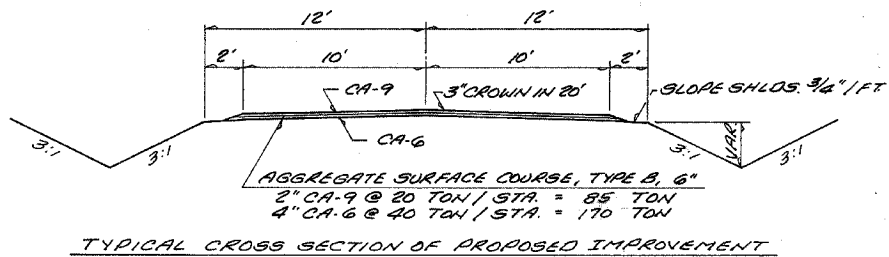 12' 12'
2' 10' 10' 2'
CA-9 3" CROWN IN 20' SLOPE SHLDS. 3/4" / FT.
CA-6
3:1 3:1 VAR. 3:1
AGGREGATE SURFACE COURSE, TYPE B, 6"
2" CA-9 @ 20 TON / STA. = 85 TON
4" CA-6 @ 40 TON / STA. = 170 TON
TYPICAL CROSS SECTION OF PROPOSED IMPROVEMENT